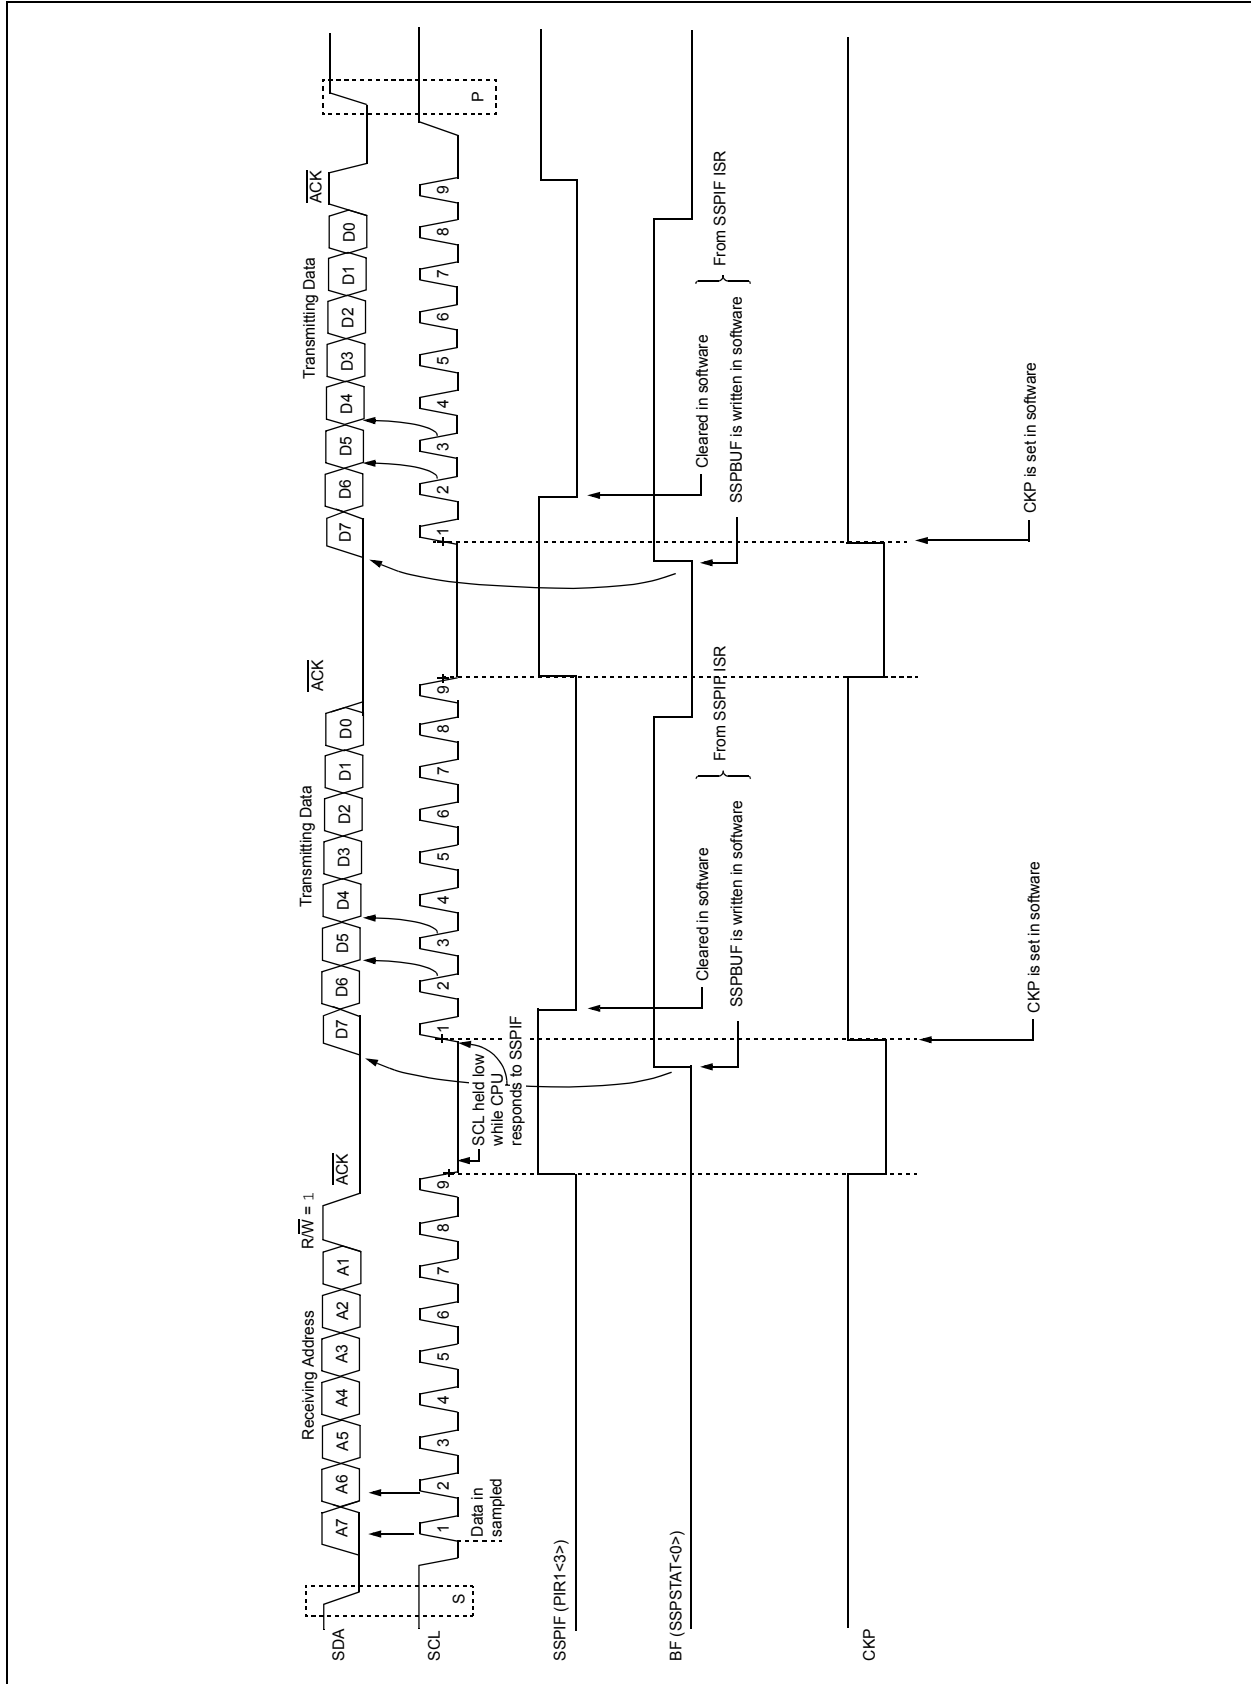 Receiving Address
R/W = 1
ACK
Transmitting Data
ACK
Transmitting Data
ACK
SDA
A7
A6
A5
A4
A3
A2
A1
D7
D6
D5
D4
D3
D2
D1
D0
D7
D6
D5
D4
D3
D2
D1
D0
SCL
S
1
2
3
4
5
6
7
8
9
1
2
3
4
5
6
7
8
9
1
2
3
4
5
6
7
8
9
P
Data in
sampled
SCL held low
while CPU
responds to SSPIF
SSPIF (PIR1<3>)
BF (SSPSTAT<0>)
Cleared in software
SSPBUF is written in software
From SSPIF ISR
Cleared in software
SSPBUF is written in software
From SSPIF ISR
CKP
CKP is set in software
CKP is set in software